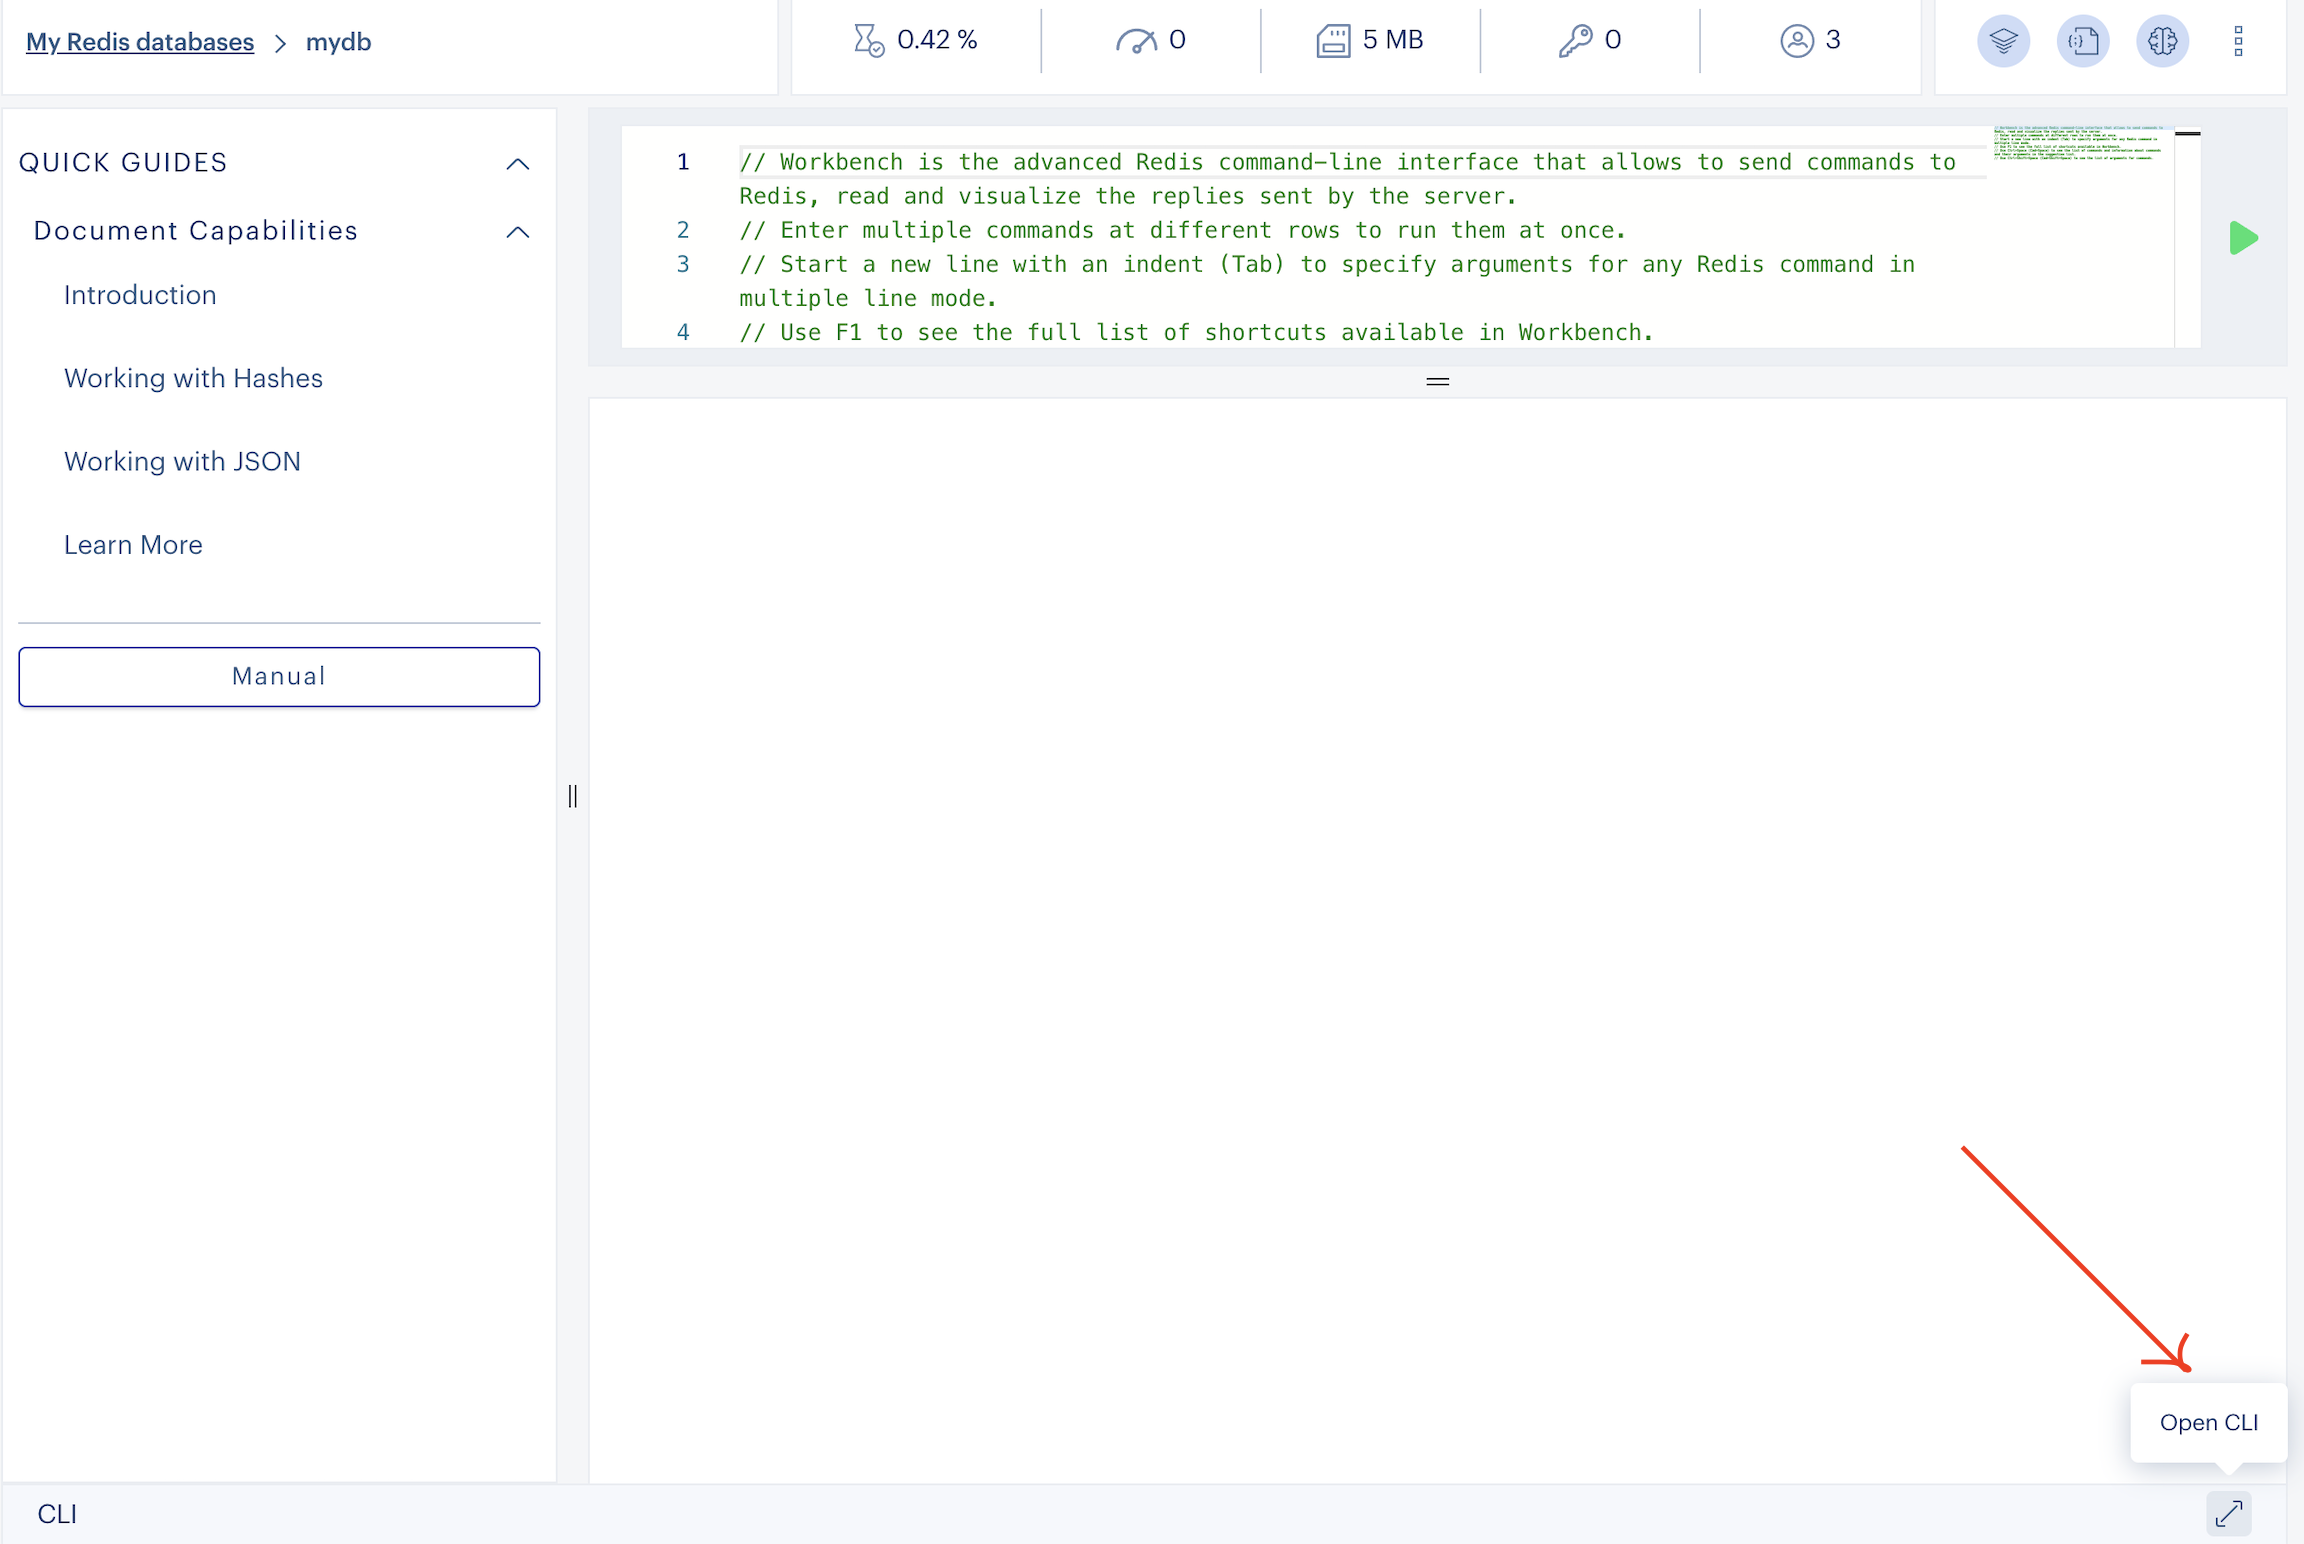 My Redis databases > mydb
0.42 %
0
5 MB
0
3
QUICK GUIDES
Document Capabilities
Introduction
Working with Hashes
Working with JSON
Learn More
Manual
1 // Workbench is the advanced Redis command-line interface that allows to send commands to
Redis, read and visualize the replies sent by the server.
2 // Enter multiple commands at different rows to run them at once.
3 // Start a new line with an indent (Tab) to specify arguments for any Redis command in
multiple line mode.
4 // Use F1 to see the full list of shortcuts available in Workbench.
Open CLI
CLI